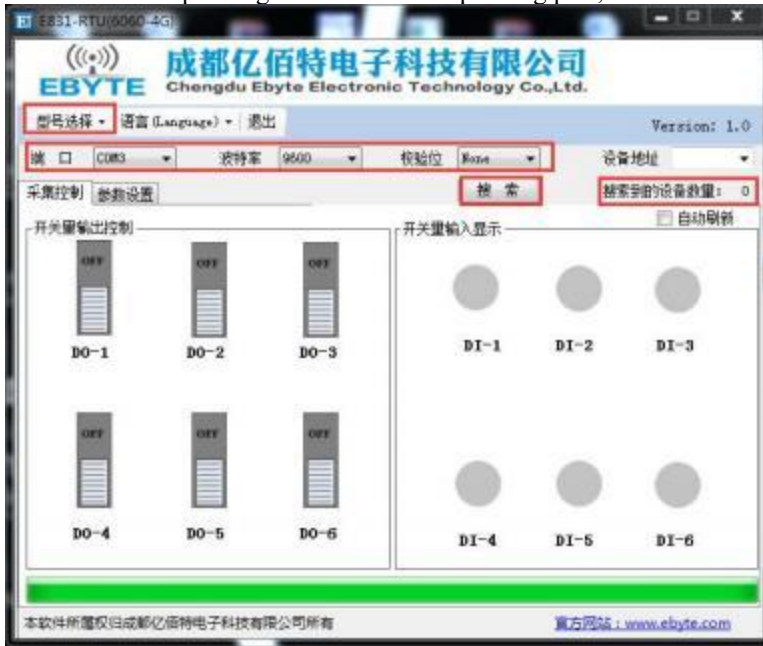 E831-RTU(6060-4G)
EBYTE 成都亿佰特电子科技有限公司
Chengdu Ebyte Electronic Technology Co.,Ltd.
型号选择 语言(Language) 退出 Version: 1.0
端 口 COM3 波特率 9600 校验位 None 设备地址
采集控制 参数设置 搜 索 搜索到的设备数量: 0
自动刷新
开关量输出控制 开关量输入显示
OFF OFF OFF
DO-1 DO-2 DO-3 DI-1 DI-2 DI-3
OFF OFF OFF
DO-4 DO-5 DO-6 DI-4 DI-5 DI-6
本软件所属权归成都亿佰特电子科技有限公司所有 官方网站:www.ebyte.com